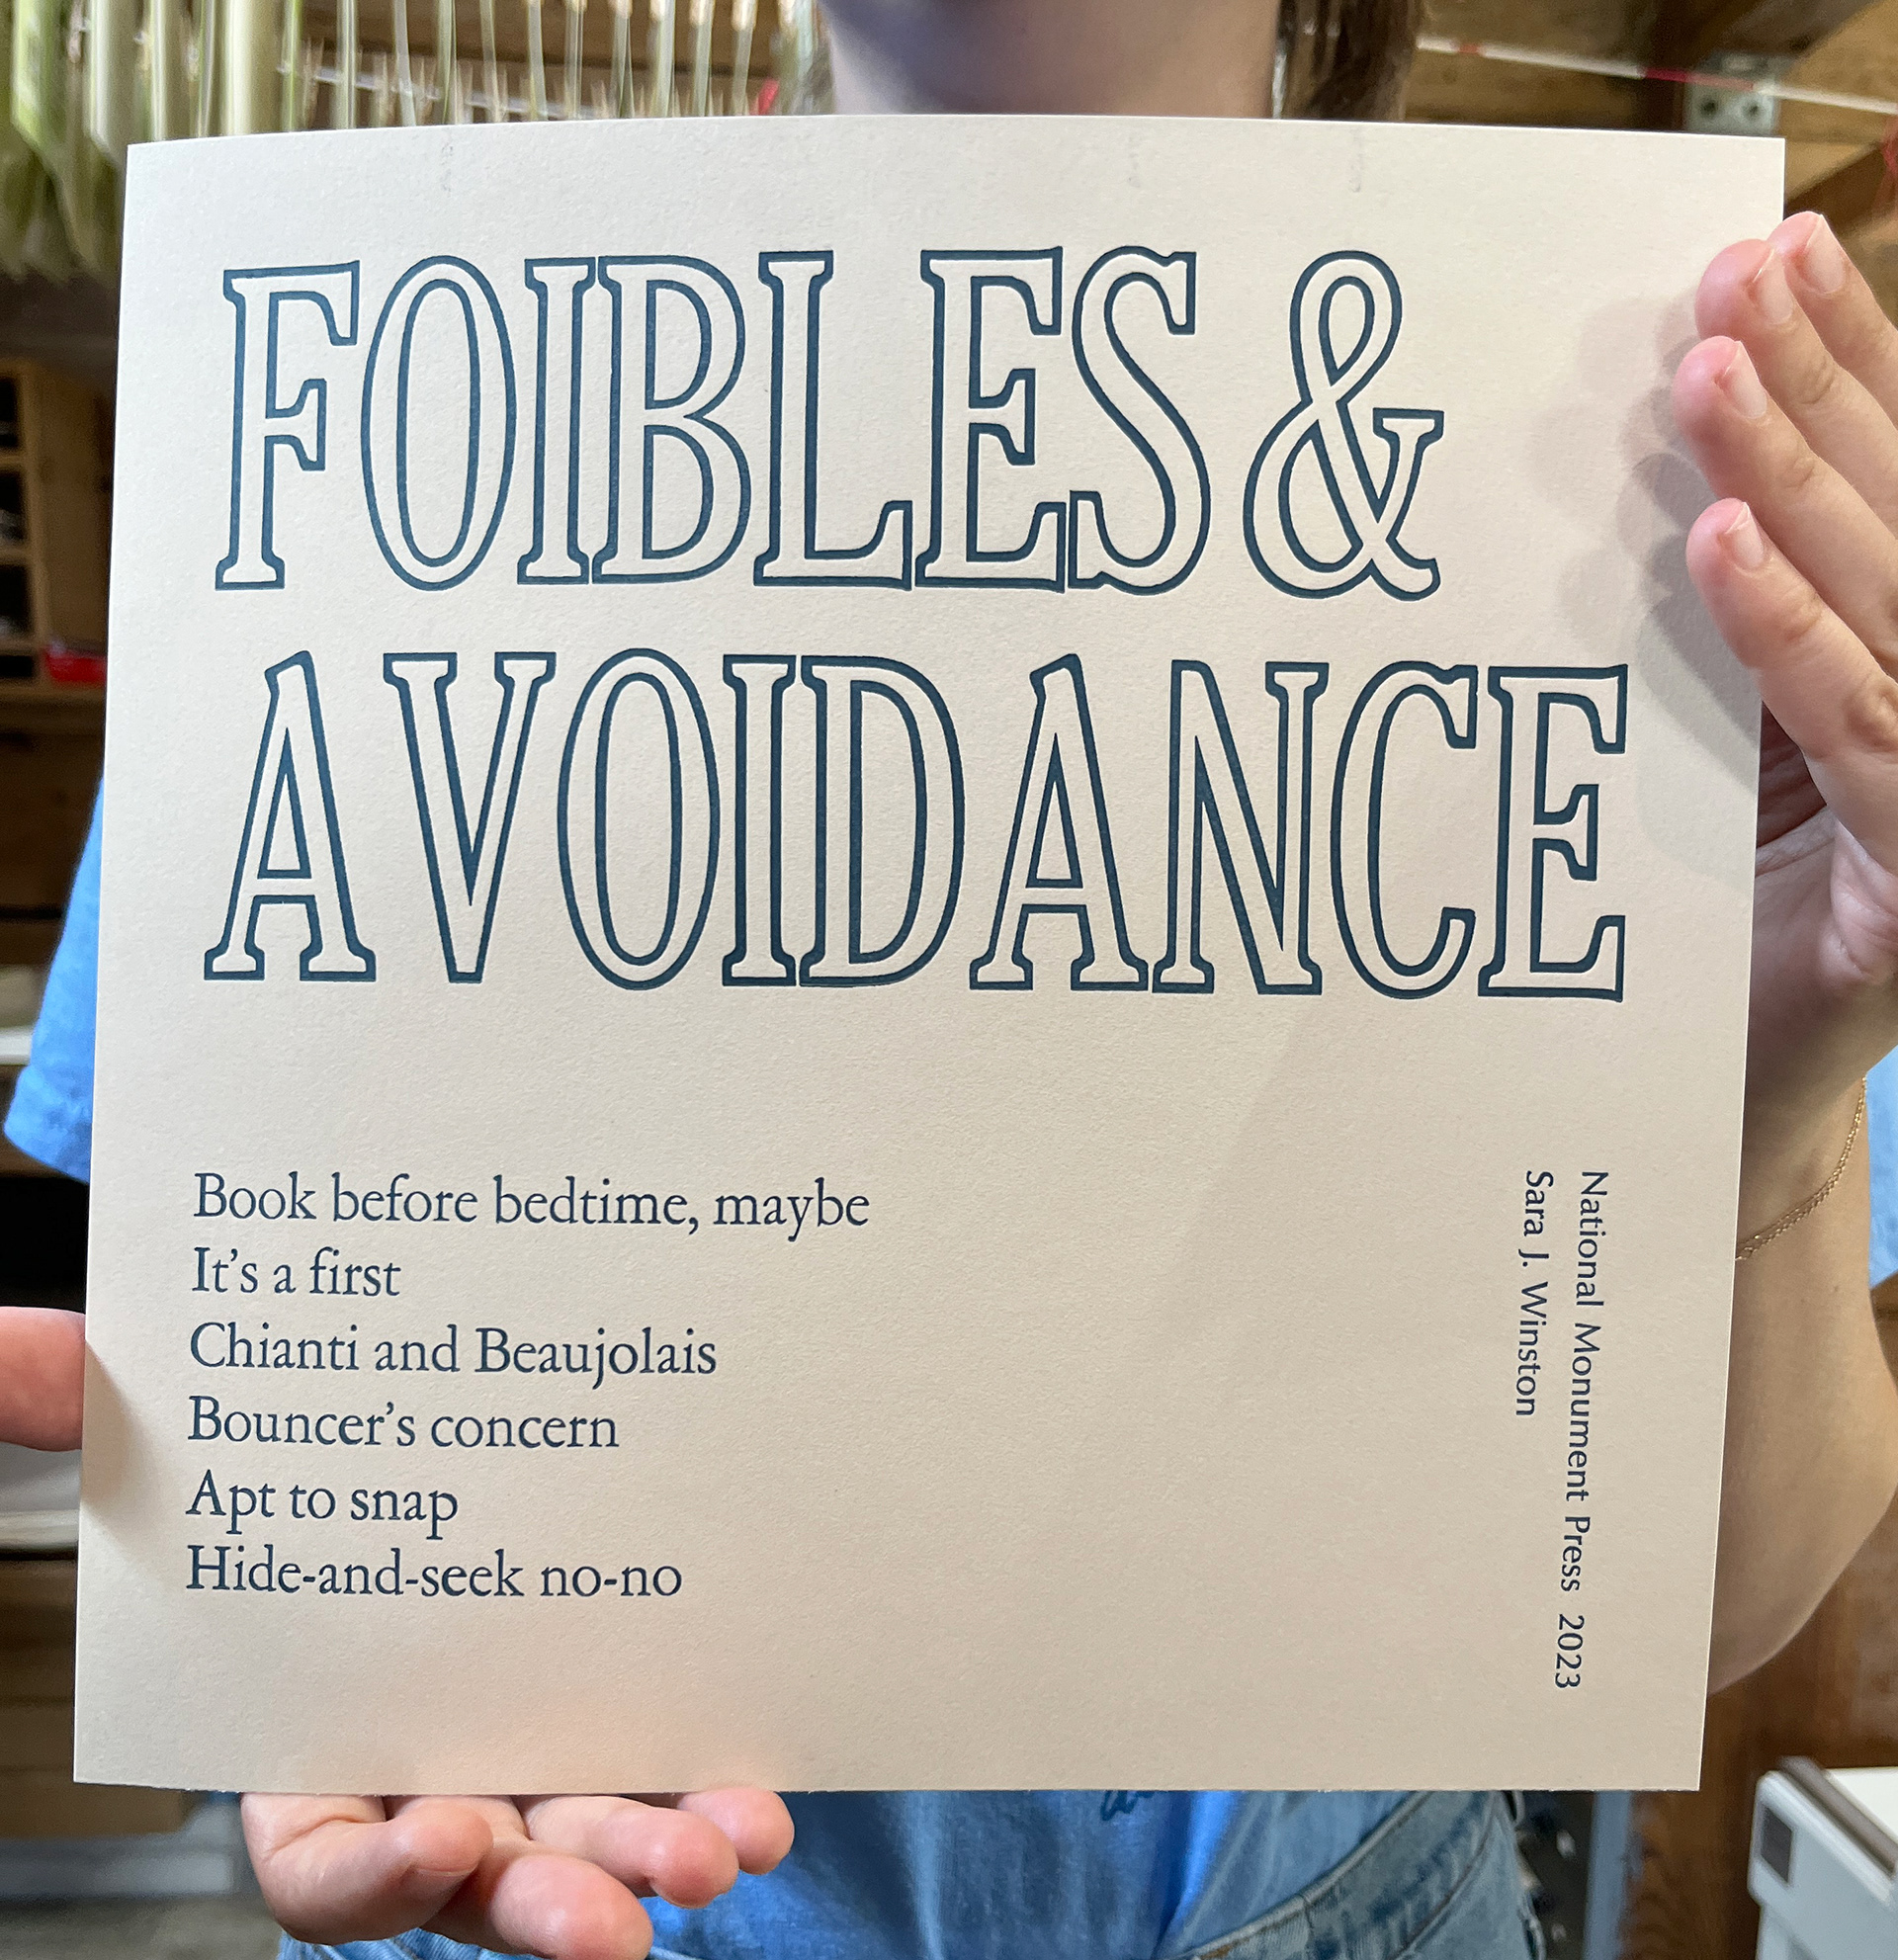 FOIBLES &
AVOIDANCE
Book before bedtime, maybe
It’s a first
Chianti and Beaujolais
Bouncer’s concern
Apt to snap
Hide-and-seek no-no
National Monument Press 2023
Sara J. Winston